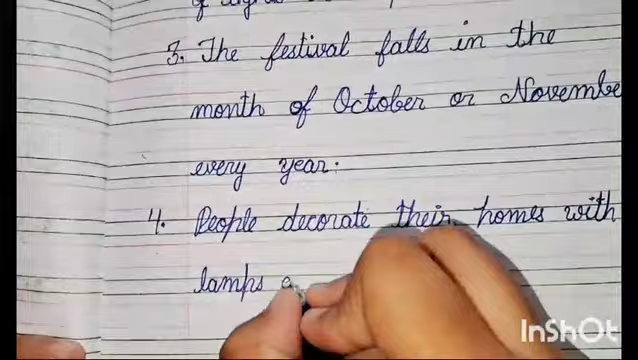 of
3. The festival falls in the
month of October or Novembe
every year.
4. People decorate their homes with
lamps
InShOt